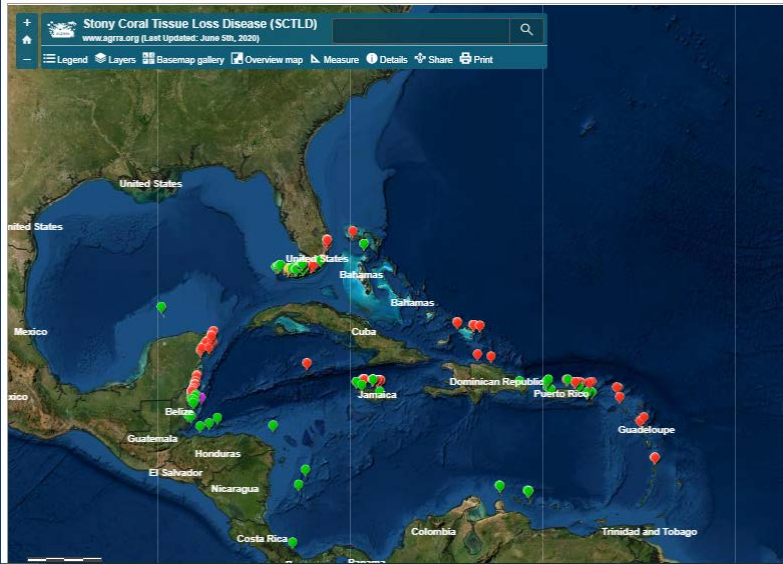 Stony Coral Tissue Loss Disease (SCTLD)
www.agrra.org (Last Updated: June 5th, 2020)
Legend Layers Basemap gallery Overview map Measure Details Share Print
United States
nited States
United States
Bahamas
Bahamas
Mexico
Cuba
Dominican Republic
xico
Jamaica
Puerto Rico
Belize
Guadeloupe
Guatemala
Honduras
El Salvador
Nicaragua
Colombia
Trinidad and Tobago
Costa Rica
Panama